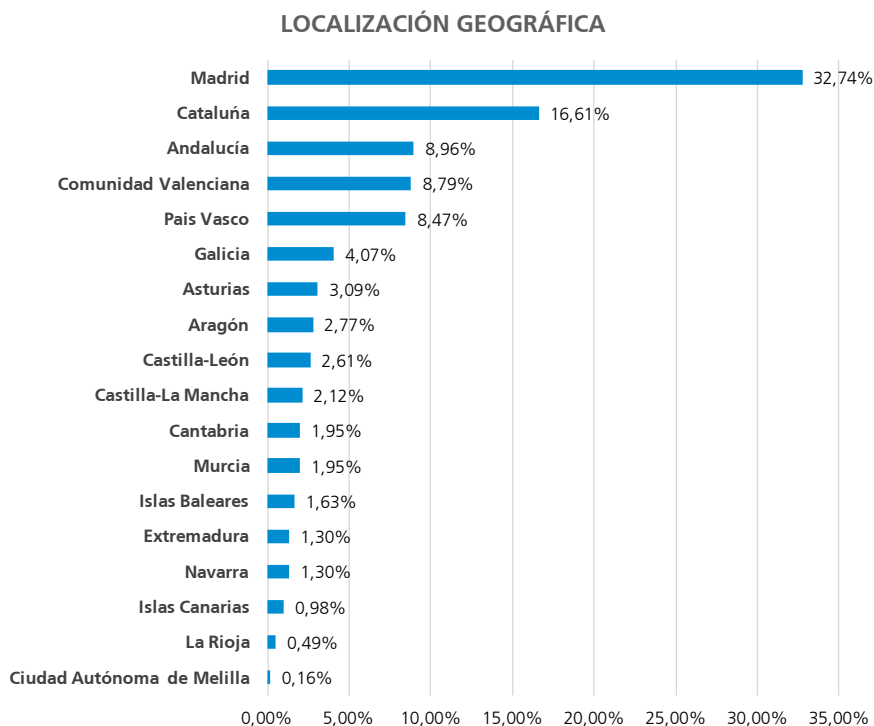 LOCALIZACIÓN GEOGRÁFICA
Madrid 32,74%
Cataluńa 16,61%
Andalucía 8,96%
Comunidad Valenciana 8,79%
Pais Vasco 8,47%
Galicia 4,07%
Asturias 3,09%
Aragón 2,77%
Castilla-León 2,61%
Castilla-La Mancha 2,12%
Cantabria 1,95%
Murcia 1,95%
Islas Baleares 1,63%
Extremadura 1,30%
Navarra 1,30%
Islas Canarias 0,98%
La Rioja 0,49%
Ciudad Autónoma de Melilla 0,16%
0,00% 5,00% 10,00% 15,00% 20,00% 25,00% 30,00% 35,00%